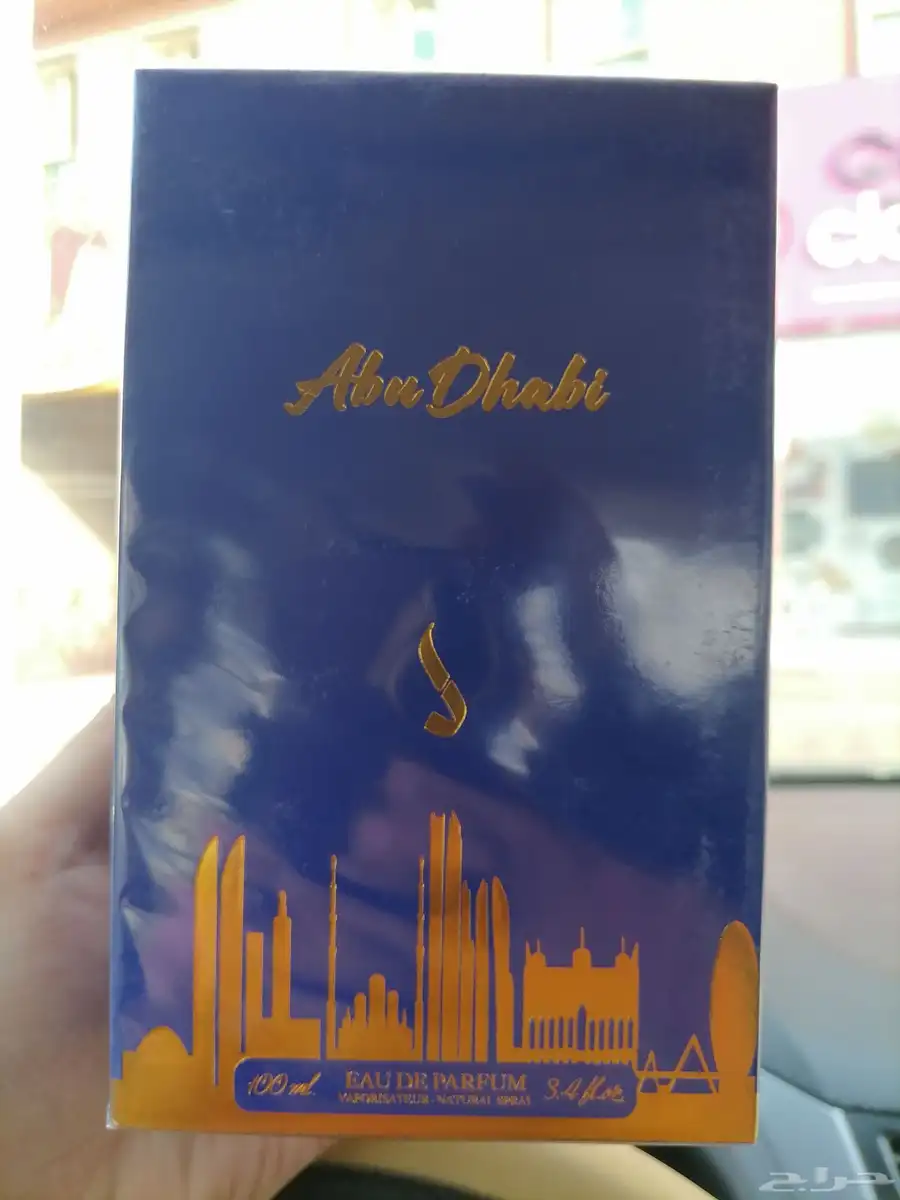 Abu Dhabi
100 ml.
EAU DE PARFUM
VAPORISATEUR - NATURAL SPRAY
3.4 fl.oz.
حراج